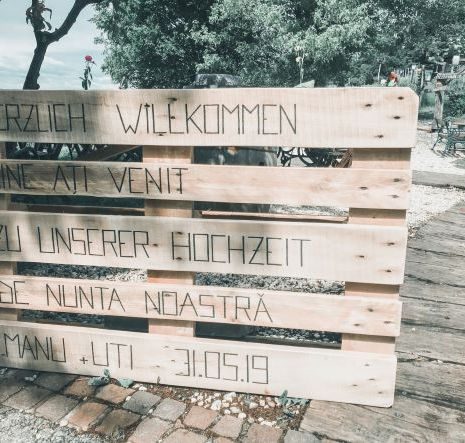 ERZLICH WILLKOMMEN
INE AȚI VENIT
ZU UNSERER HOCHZEIT
DE NUNTA NOASTRĂ
MANU + UTI 31.05.19